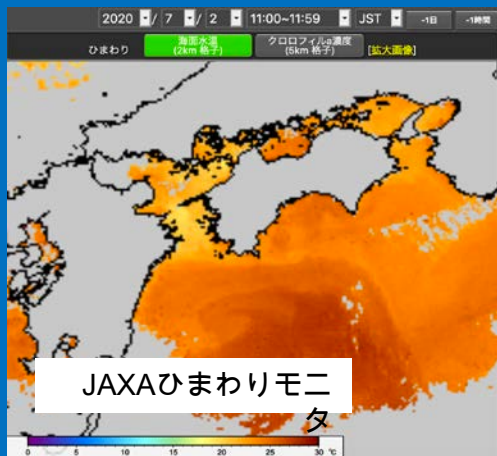 2020 / 7 / 2 11:00~11:59 JST -1日 -1時間
ひまわり 海面水温 (2km 格子) クロロフィルa濃度 (5km 格子) [拡大画像]
JAXAひまわりモニ
タ
0 5 10 15 20 25 30 ℃